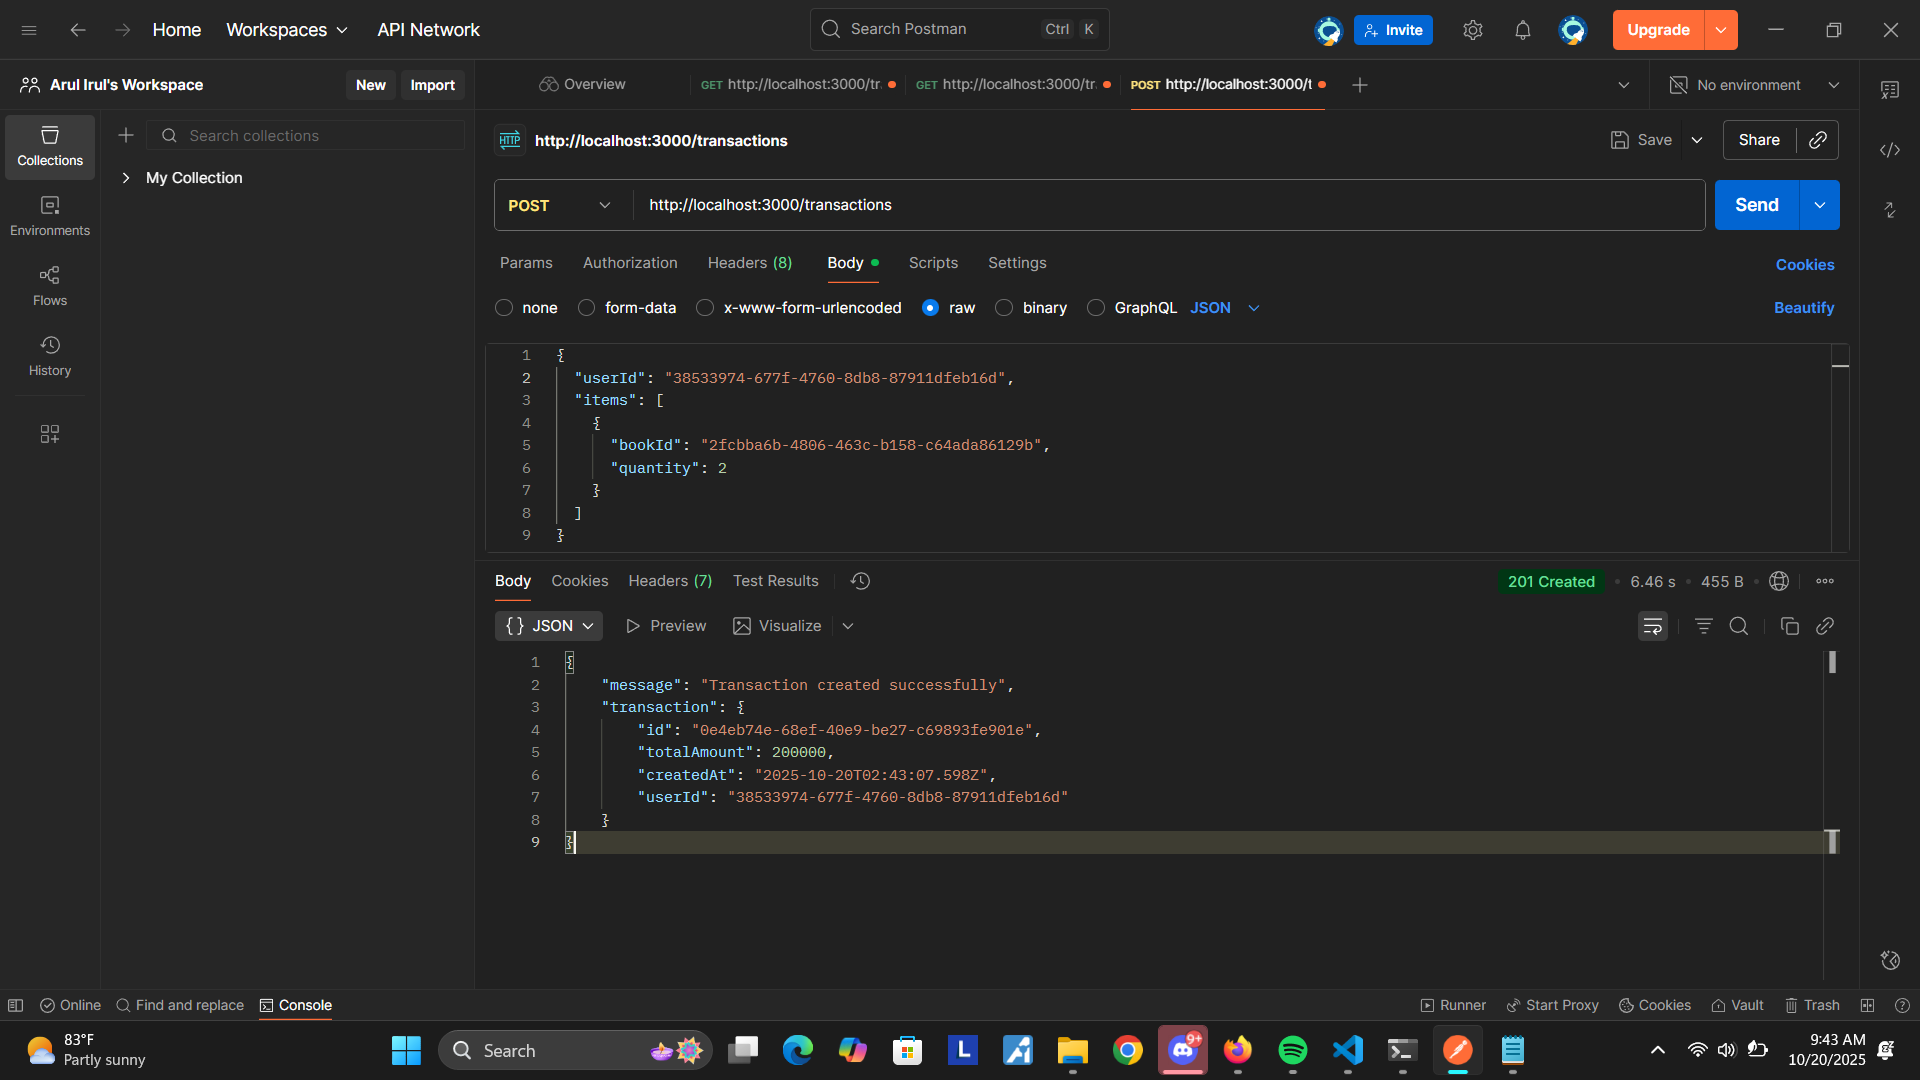 Home
Workspaces
API Network
Search Postman
Ctrl K
Invite
Upgrade
Arul Irul's Workspace
New
Import
Overview
GET http://localhost:3000/tr
GET http://localhost:3000/tr
POST http://localhost:3000/t
No environment
Collections
Environments
Flows
History
Search collections
My Collection
HTTP http://localhost:3000/transactions
Save
Share
POST http://localhost:3000/transactions
Send
Params Authorization Headers (8) Body Scripts Settings
Cookies
none form-data x-www-form-urlencoded raw binary GraphQL JSON
Beautify
1 {
2 "userId": "38533974-677f-4760-8db8-87911dfeb16d",
3 "items": [
4 {
5 "bookId": "2fcbba6b-4806-463c-b158-c64ada86129b",
6 "quantity": 2
7 }
8 ]
9 }
Body Cookies Headers (7) Test Results
201 Created 6.46 s 455 B
{} JSON Preview Visualize
1 {
2 "message": "Transaction created successfully",
3 "transaction": {
4 "id": "0e4eb74e-68ef-40e9-be27-c69893fe901e",
5 "totalAmount": 200000,
6 "createdAt": "2025-10-20T02:43:07.598Z",
7 "userId": "38533974-677f-4760-8db8-87911dfeb16d"
8 }
9 }
Online Find and replace Console
Runner Start Proxy Cookies Vault Trash
83°F
Partly sunny
Search
L
9+
9:43 AM
10/20/2025